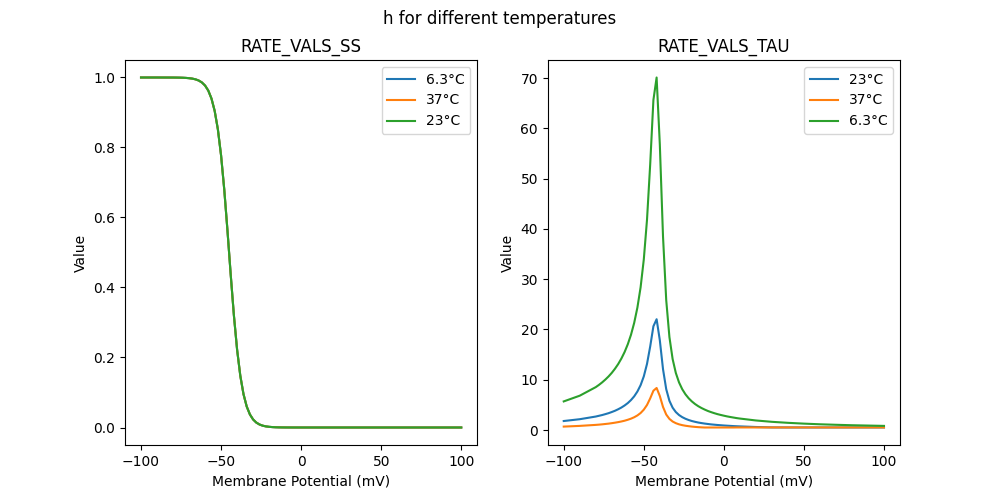 h for different temperatures
RATE_VALS_SS
1.0
0.8
0.6
0.4
0.2
0.0
Value
−100
−50
0
50
100
Membrane Potential (mV)
6.3°C
37°C
23°C
RATE_VALS_TAU
70
60
50
40
30
20
10
0
Value
−100
−50
0
50
100
Membrane Potential (mV)
23°C
37°C
6.3°C